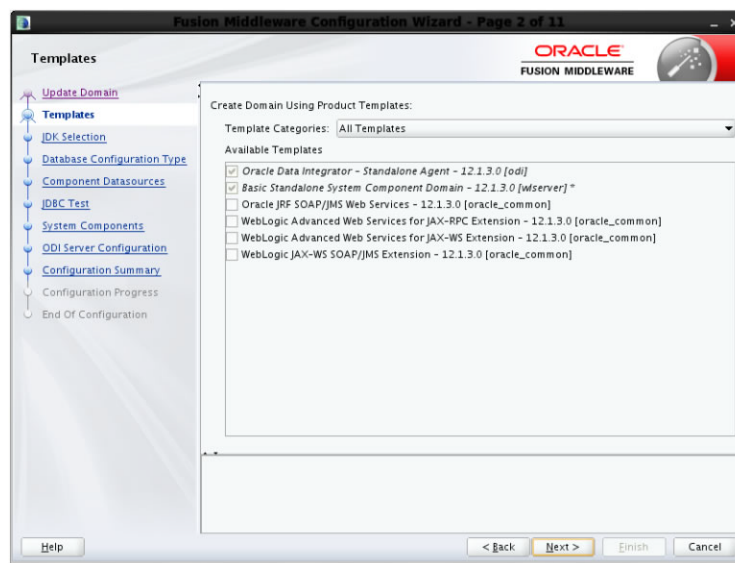 Fusion Middleware Configuration Wizard - Page 2 of 11
Templates
ORACLE
FUSION MIDDLEWARE
Update Domain
Templates
JDK Selection
Database Configuration Type
Component Datasources
JDBC Test
System Components
ODI Server Configuration
Configuration Summary
Configuration Progress
End Of Configuration
Create Domain Using Product Templates:
Template Categories: All Templates
Available Templates
Oracle Data Integrator - Standalone Agent - 12.1.3.0 [odi]
Basic Standalone System Component Domain - 12.1.3.0 [wlserver] *
Oracle JRF SOAP/JMS Web Services - 12.1.3.0 [oracle_common]
WebLogic Advanced Web Services for JAX-RPC Extension - 12.1.3.0 [oracle_common]
WebLogic Advanced Web Services for JAX-WS Extension - 12.1.3.0 [oracle_common]
WebLogic JAX-WS SOAP/JMS Extension - 12.1.3.0 [oracle_common]
Help
< Back
Next >
Finish
Cancel